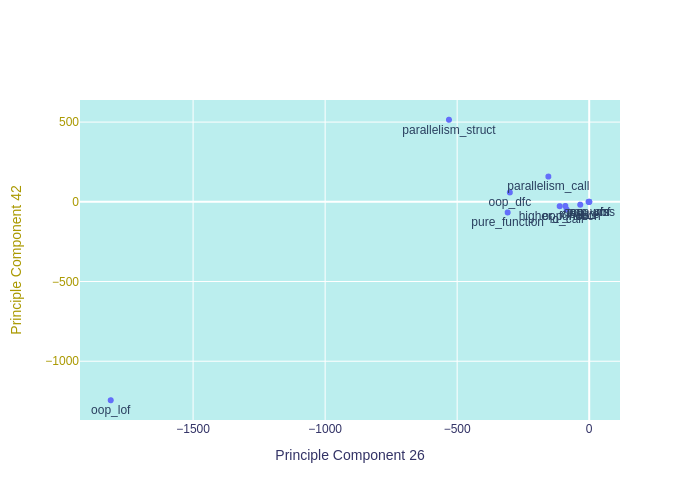 500
parallelism_struct
parallelism_call
0
oop_dfc
pure_function
−500
−1000
oop_lof
−1500
−1000
−500
0
Principle Component 26
Principle Component 42